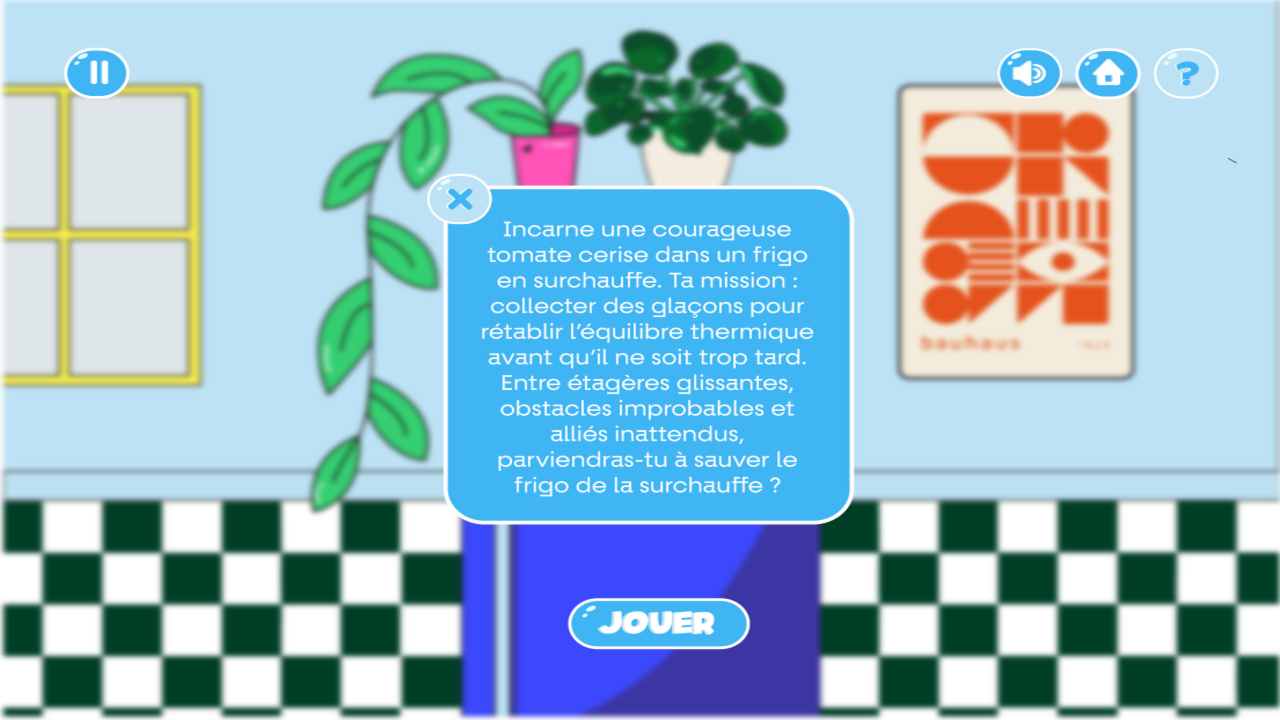 Incarne une courageuse
tomate cerise dans un frigo
en surchauffe. Ta mission :
collecter des glaçons pour
rétablir l'équilibre thermique
avant qu'il ne soit trop tard.
Entre étagères glissantes,
obstacles improbables et
alliés inattendus,
parviendras-tu à sauver le
frigo de la surchauffe ?
JOUER
?
bauhaus